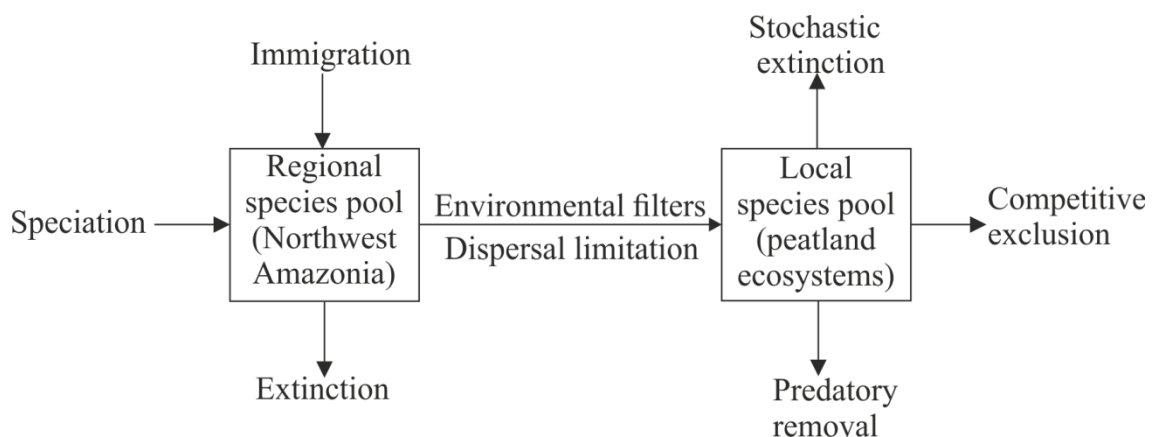 Immigration
Stochastic
extinction
Speciation
Regional
species pool
(Northwest
Amazonia)
Environmental filters
Dispersal limitation
Local
species pool
(peatland
ecosystems)
Competitive
exclusion
Extinction
Predatory
removal